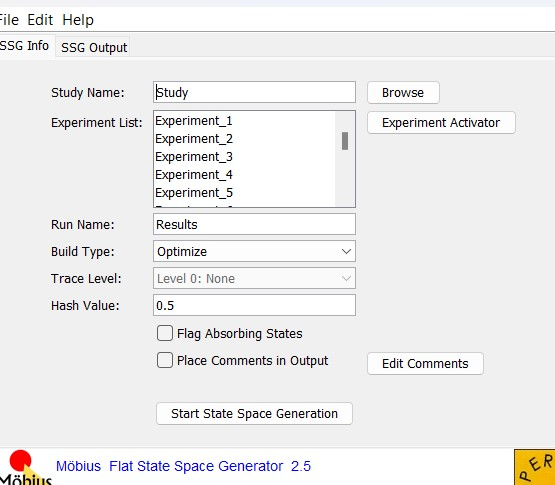 File Edit Help
SSG Info SSG Output
Study Name: Study Browse
Experiment List: Experiment_1 Experiment Activator
Experiment_2
Experiment_3
Experiment_4
Experiment_5
Run Name: Results
Build Type: Optimize
Trace Level: Level 0: None
Hash Value: 0.5
Flag Absorbing States
Place Comments in Output Edit Comments
Start State Space Generation
Möbius Flat State Space Generator 2.5
Möbius
PER